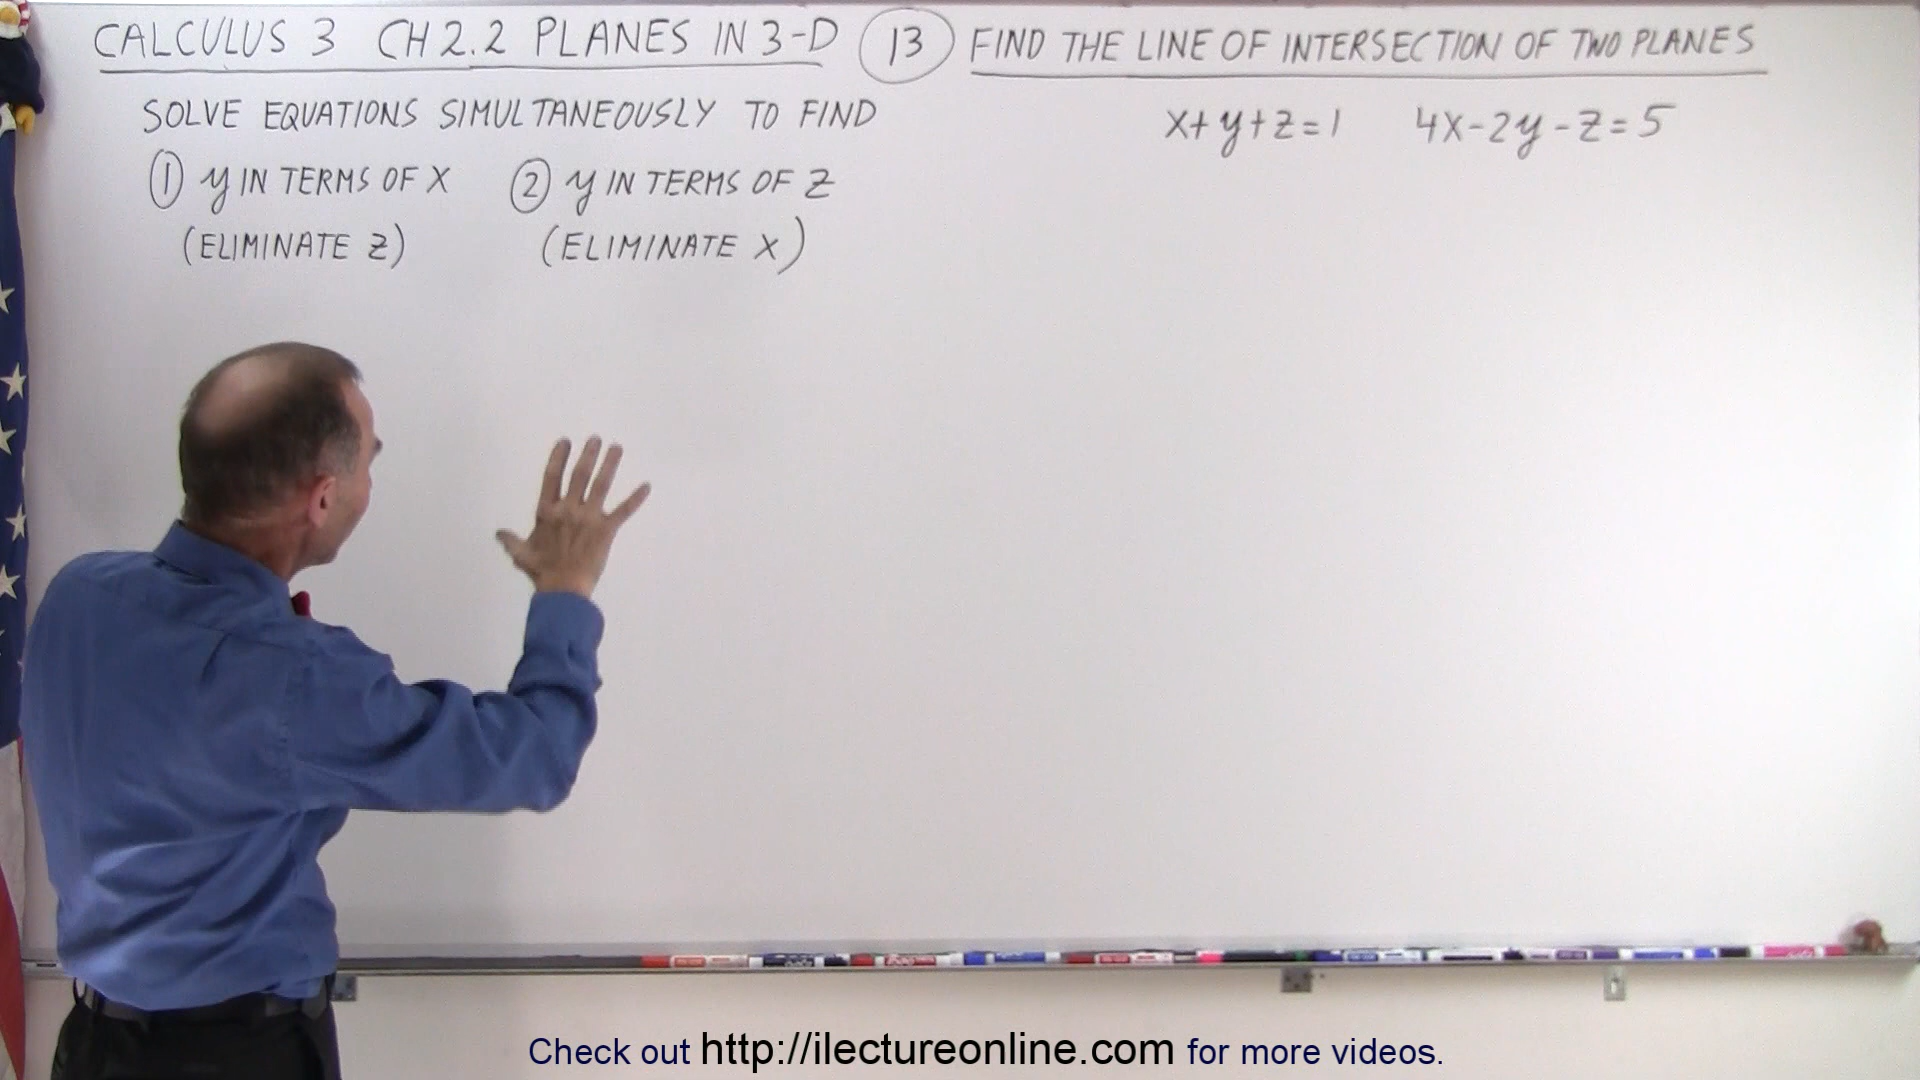 CALCULUS 3 CH 2.2 PLANES IN 3-D 13 FIND THE LINE OF INTERSECTION OF TWO PLANES
SOLVE EQUATIONS SIMULTANEOUSLY TO FIND
x+y+z=1 4x-2y-z=5
1 y IN TERMS OF X 2 y IN TERMS OF Z
(ELIMINATE Z) (ELIMINATE X)
Check out http://ilectureonline.com for more videos.